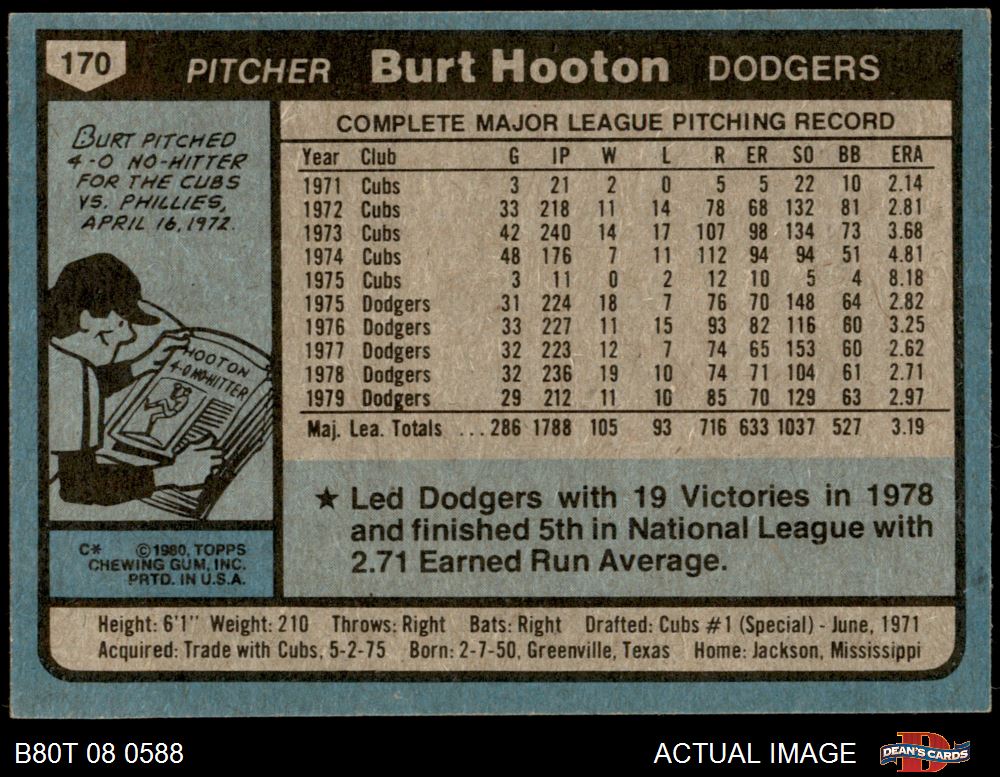 170 PITCHER Burt Hooton DODGERS
BURT PITCHED
4-0 NO-HITTER
FOR THE CUBS
VS. PHILLIES,
APRIL 16, 1972.
HOOTON
4-0 NO-HITTER
C* ©1980, TOPPS
CHEWING GUM, INC.
PRTD. IN U.S.A.
COMPLETE MAJOR LEAGUE PITCHING RECORD
Year Club G IP W L R ER SO BB ERA
1971 Cubs 3 21 2 0 5 5 22 10 2.14
1972 Cubs 33 218 11 14 78 68 132 81 2.81
1973 Cubs 42 240 14 17 107 98 134 73 3.68
1974 Cubs 48 176 7 11 112 94 94 51 4.81
1975 Cubs 3 11 0 2 12 10 5 4 8.18
1975 Dodgers 31 224 18 7 76 70 148 64 2.82
1976 Dodgers 33 227 11 15 93 82 116 60 3.25
1977 Dodgers 32 223 12 7 74 65 153 60 2.62
1978 Dodgers 32 236 19 10 74 71 104 61 2.71
1979 Dodgers 29 212 11 10 85 70 129 63 2.97
Maj. Lea. Totals ...286 1788 105 93 716 633 1037 527 3.19
★ Led Dodgers with 19 Victories in 1978
and finished 5th in National League with
2.71 Earned Run Average.
Height: 6'1" Weight: 210 Throws: Right Bats: Right Drafted: Cubs #1 (Special) - June, 1971
Acquired: Trade with Cubs, 5-2-75 Born: 2-7-50, Greenville, Texas Home: Jackson, Mississippi
B80T 08 0588 ACTUAL IMAGE DEAN'S CARDS